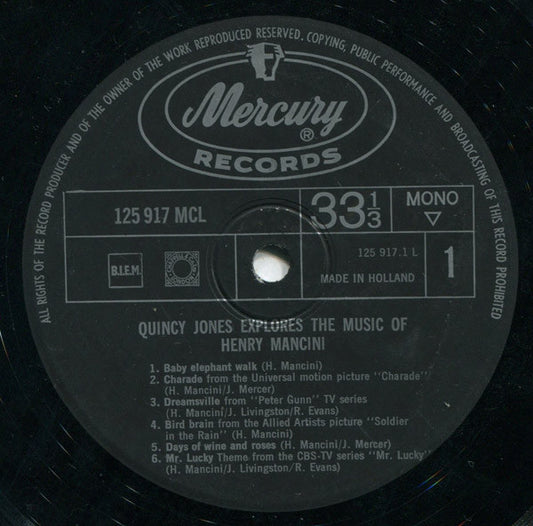 ALL RIGHTS OF THE RECORD PRODUCER AND OF THE OWNER OF THE WORK REPRODUCED RESERVED. COPYING, PUBLIC PERFORMANCE AND BROADCASTING OF THIS RECORD PROHIBITED
Mercury ®
RECORDS
125 917 MCL
33 1/3
MONO
B.I.E.M.
125 917.1 L
MADE IN HOLLAND
1
QUINCY JONES EXPLORES THE MUSIC OF
HENRY MANCINI
1. Baby elephant walk (H. Mancini)
2. Charade from the Universal motion picture "Charade"
(H. Mancini/J. Mercer)
3. Dreamsville from "Peter Gunn" TV series
(H. Mancini/J. Livingston/R. Evans)
4. Bird brain from the Allied Artists picture "Soldier
in the Rain" (H. Mancini)
5. Days of wine and roses (H. Mancini/J. Mercer)
6. Mr. Lucky Theme from the CBS-TV series "Mr. Lucky"
(H. Mancini/J. Livingston/R. Evans)